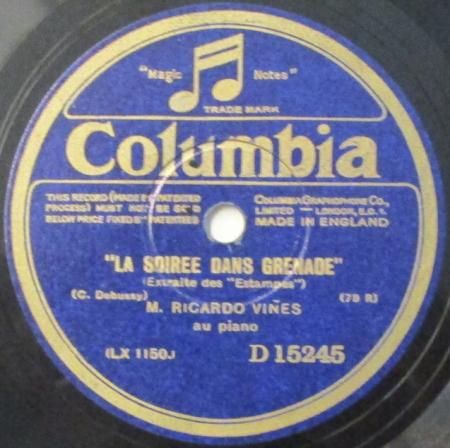 "Magic Notes"
TRADE MARK
Columbia
THIS RECORD (MADE BY PATENTED
PROCESS) MUST NOT BE SOLD
BELOW PRICE FIXED BY PATENTEES
COLUMBIA GRAPHOPHONE CO.,
LIMITED — LONDON, E.C.1.
MADE IN ENGLAND
"LA SOIREE DANS GRENADE"
(Extraite des "Estampes")
(C. Debussy)
(78 R)
M. RICARDO VIÑES
au piano
(LX 1150)
D 15245